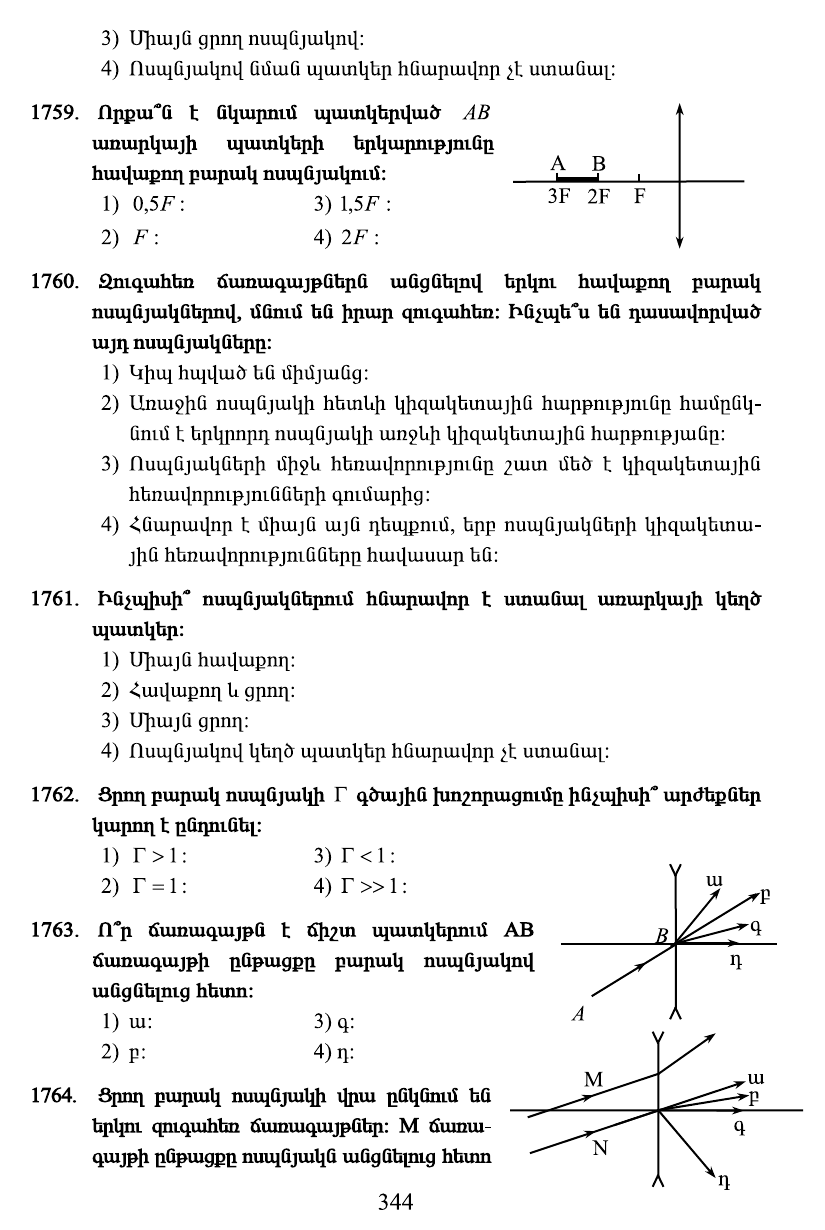 3) Միայն ցրող ոսպնյակով:
4) Ոսպնյակով նման պատկեր հնարավոր չէ ստանալ:
1759. Որքա՞ն է նկարում պատկերված AB
առարկայի պատկերի երկարությունը
հավաքող բարակ ոսպնյակում:
1) 0,5F : 3) 1,5F :
2) F : 4) 2F :
A B
3F 2F F
1760. Զուգահեռ ճառագայթներն անցնելով երկու հավաքող բարակ
ոսպնյակներով, մնում են իրար զուգահեռ: Ինչպե՞ս են դասավորված
այդ ոսպնյակները:
1) Կիպ հպված են միմյանց:
2) Առաջին ոսպնյակի հետևի կիզակետային հարթությունը համընկ-
նում է երկրորդ ոսպնյակի առջևի կիզակետային հարթությանը:
3) Ոսպնյակների միջև հեռավորությունը շատ մեծ է կիզակետային
հեռավորությունների գումարից:
4) Հնարավոր է միայն այն դեպքում, երբ ոսպնյակների կիզակետա-
յին հեռավորությունները հավասար են:
1761. Ինչպիսի՞ ոսպնյակներում հնարավոր է ստանալ առարկայի կեղծ
պատկեր:
1) Միայն հավաքող:
2) Հավաքող և ցրող:
3) Միայն ցրող:
4) Ոսպնյակով կեղծ պատկեր հնարավոր չէ ստանալ:
1762. Ցրող բարակ ոսպնյակի Γ գծային խոշորացումը ինչպիսի՞ արժեքներ
կարող է ընդունել:
1) Γ > 1: 3) Γ < 1:
2) Γ = 1: 4) Γ >> 1:
1763. Ո՞ր ճառագայթն է ճիշտ պատկերում AB
ճառագայթի ընթացքը բարակ ոսպնյակով
անցնելուց հետո:
1) ա: 3) գ:
2) բ: 4) դ:
ա
բ
գ
B
դ
A
1764. Ցրող բարակ ոսպնյակի վրա ընկնում են
երկու զուգահեռ ճառագայթներ: M ճառա-
գայթի ընթացքը ոսպնյակն անցնելուց հետո
M
ա
բ
գ
N
դ
344